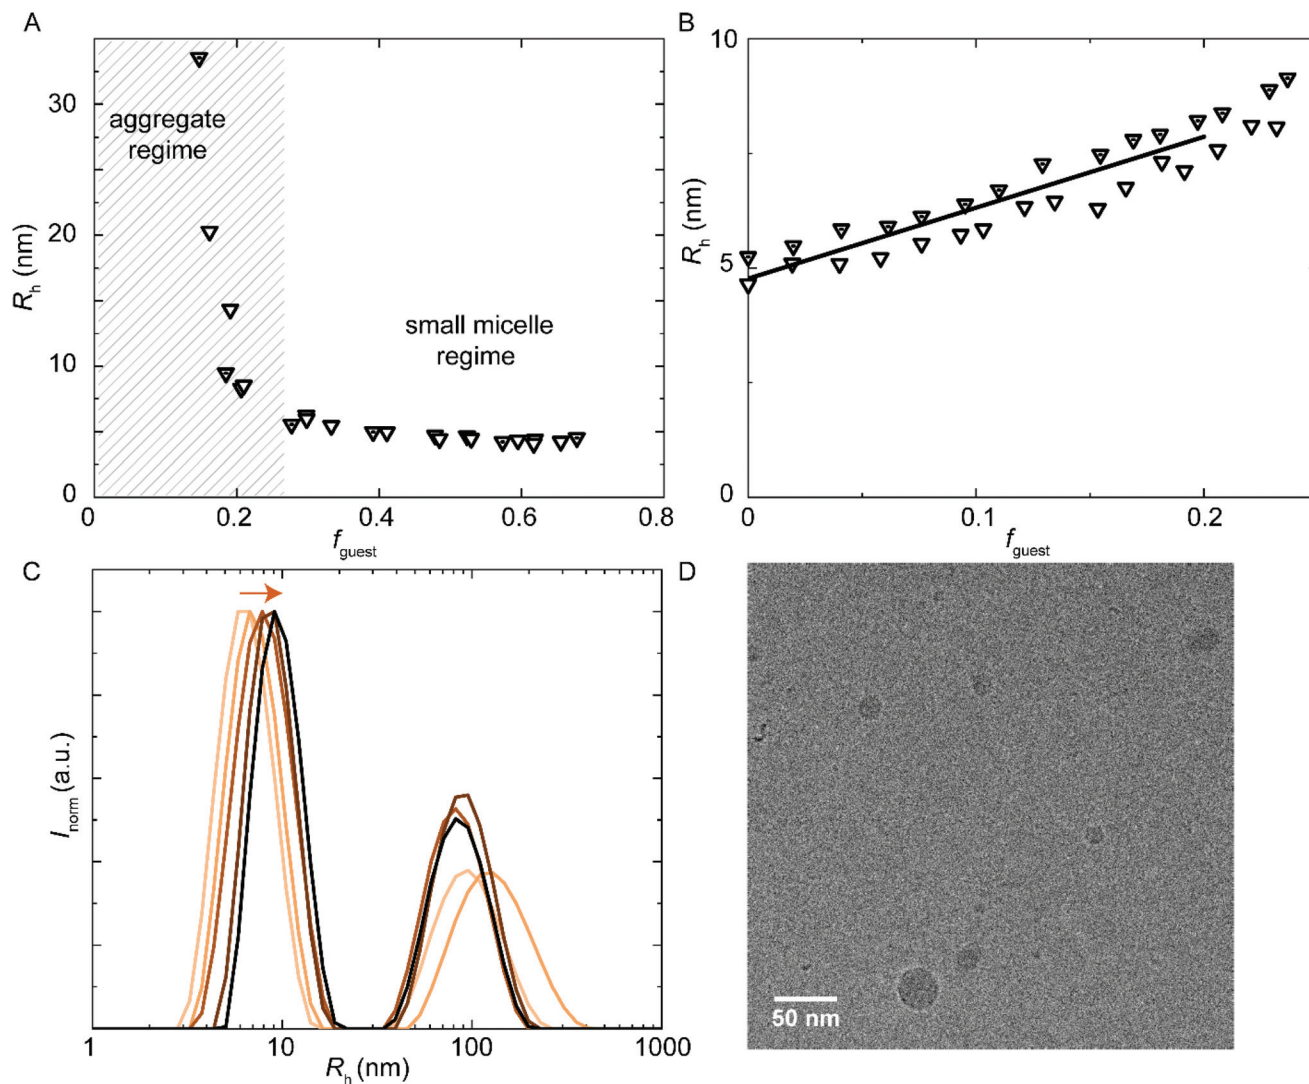 A
30
20
10
0
R_h (nm)
aggregate
regime
small micelle
regime
0
0.2
0.4
0.6
0.8
f_guest
B
10
5
0
R_h (nm)
0
0.1
0.2
f_guest
C
I_norm (a.u.)
1
10
100
1000
R_h (nm)
D
50 nm